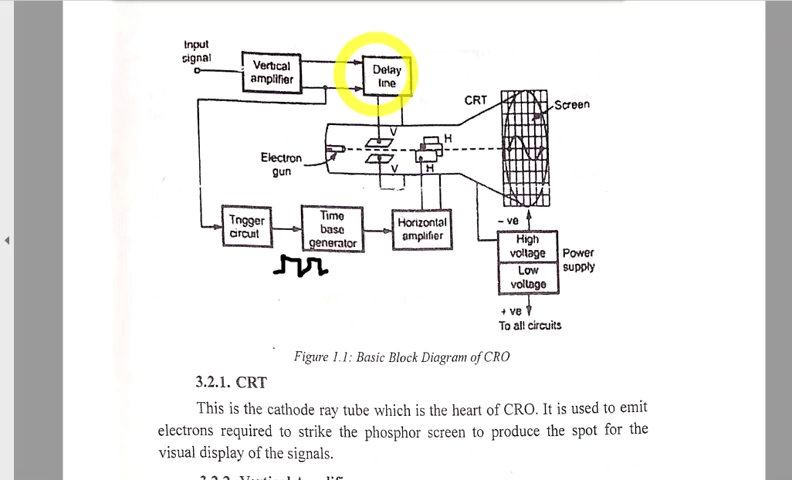 Input
signal
Vertical
amplifier
Delay
line
CRT
Screen
V
H
Electron
gun
V
H
Trigger
circuit
Time
base
generator
Horizontal
amplifier
- ve
High
voltage
Low
voltage
Power
supply
+ ve
To all circuits
Figure 1.1: Basic Block Diagram of CRO
3.2.1. CRT
This is the cathode ray tube which is the heart of CRO. It is used to emit
electrons required to strike the phosphor screen to produce the spot for the
visual display of the signals.